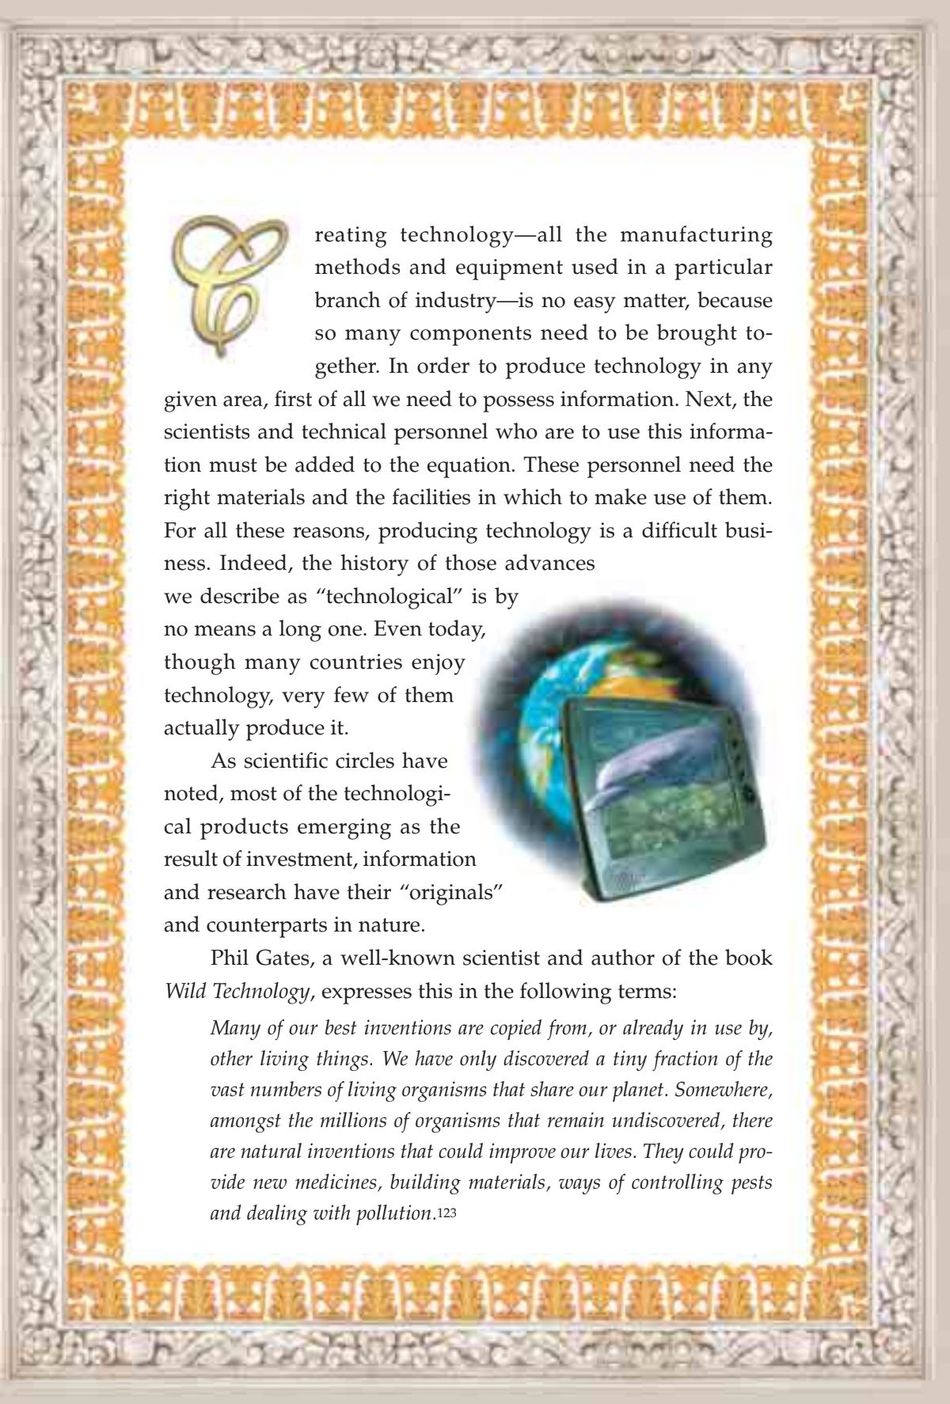 Creating technology—all the manufacturing
methods and equipment used in a particular
branch of industry—is no easy matter, because
so many components need to be brought to-
gether. In order to produce technology in any
given area, first of all we need to possess information. Next, the
scientists and technical personnel who are to use this informa-
tion must be added to the equation. These personnel need the
right materials and the facilities in which to make use of them.
For all these reasons, producing technology is a difficult busi-
ness. Indeed, the history of those advances
we describe as “technological” is by
no means a long one. Even today,
though many countries enjoy
technology, very few of them
actually produce it.
As scientific circles have
noted, most of the technologi-
cal products emerging as the
result of investment, information
and research have their “originals”
and counterparts in nature.
Phil Gates, a well-known scientist and author of the book
Wild Technology, expresses this in the following terms:
Many of our best inventions are copied from, or already in use by,
other living things. We have only discovered a tiny fraction of the
vast numbers of living organisms that share our planet. Somewhere,
amongst the millions of organisms that remain undiscovered, there
are natural inventions that could improve our lives. They could pro-
vide new medicines, building materials, ways of controlling pests
and dealing with pollution.123